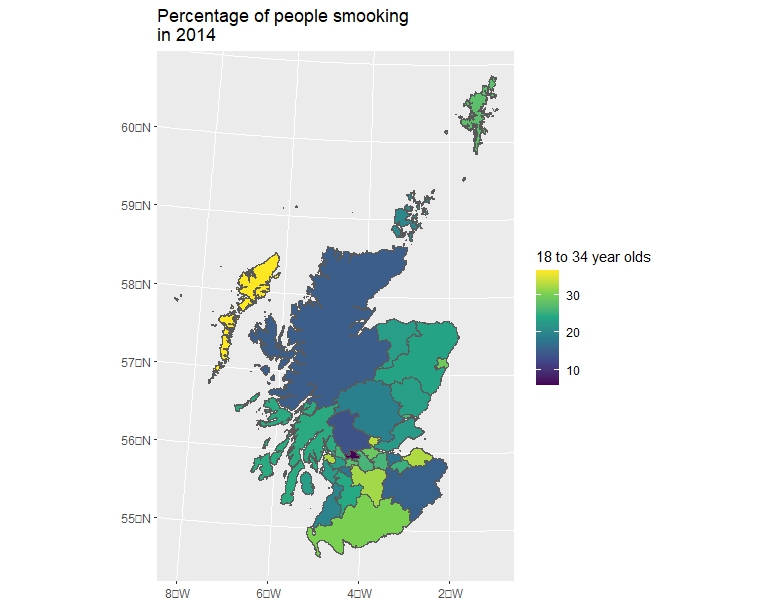 Percentage of people smooking
in 2014
60□N
59□N
58□N
57□N
56□N
55□N
8□W
6□W
4□W
2□W
18 to 34 year olds
30
20
10